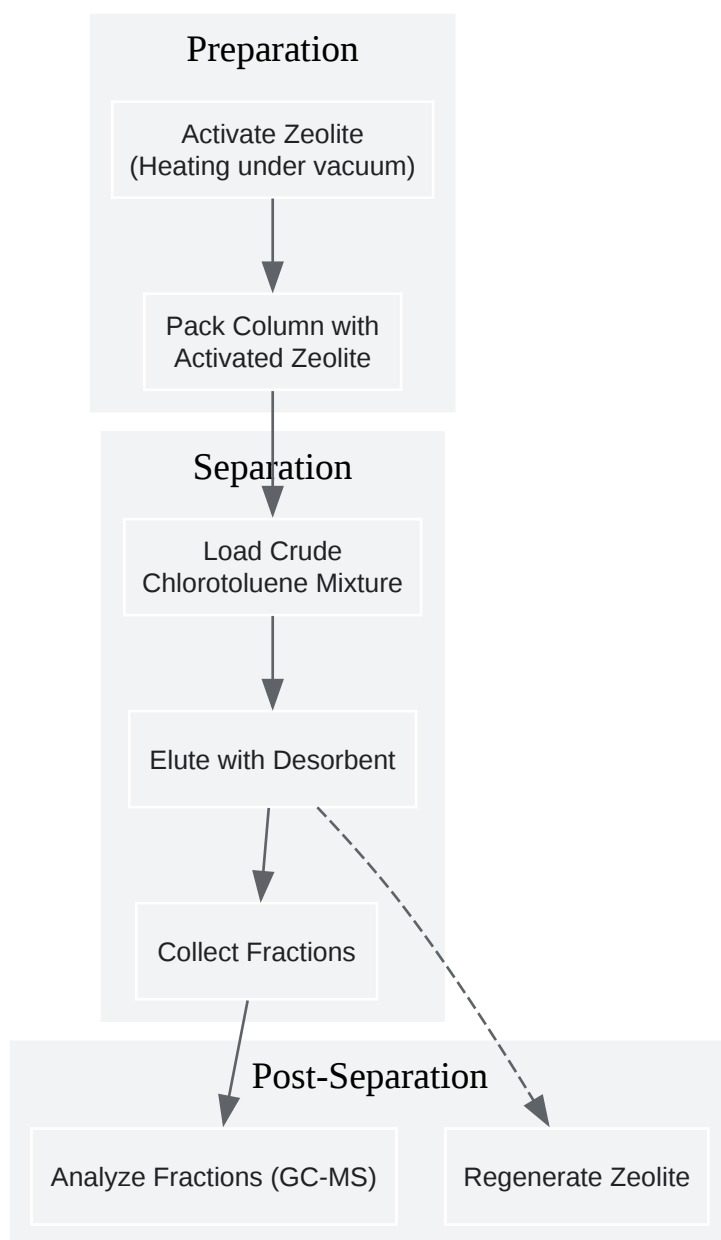 Preparation
Activate Zeolite
(Heating under vacuum)
Pack Column with
Activated Zeolite
Separation
Load Crude
Chlorotoluene Mixture
Elute with Desorbent
Collect Fractions
Post-Separation
Analyze Fractions (GC-MS)
Regenerate Zeolite